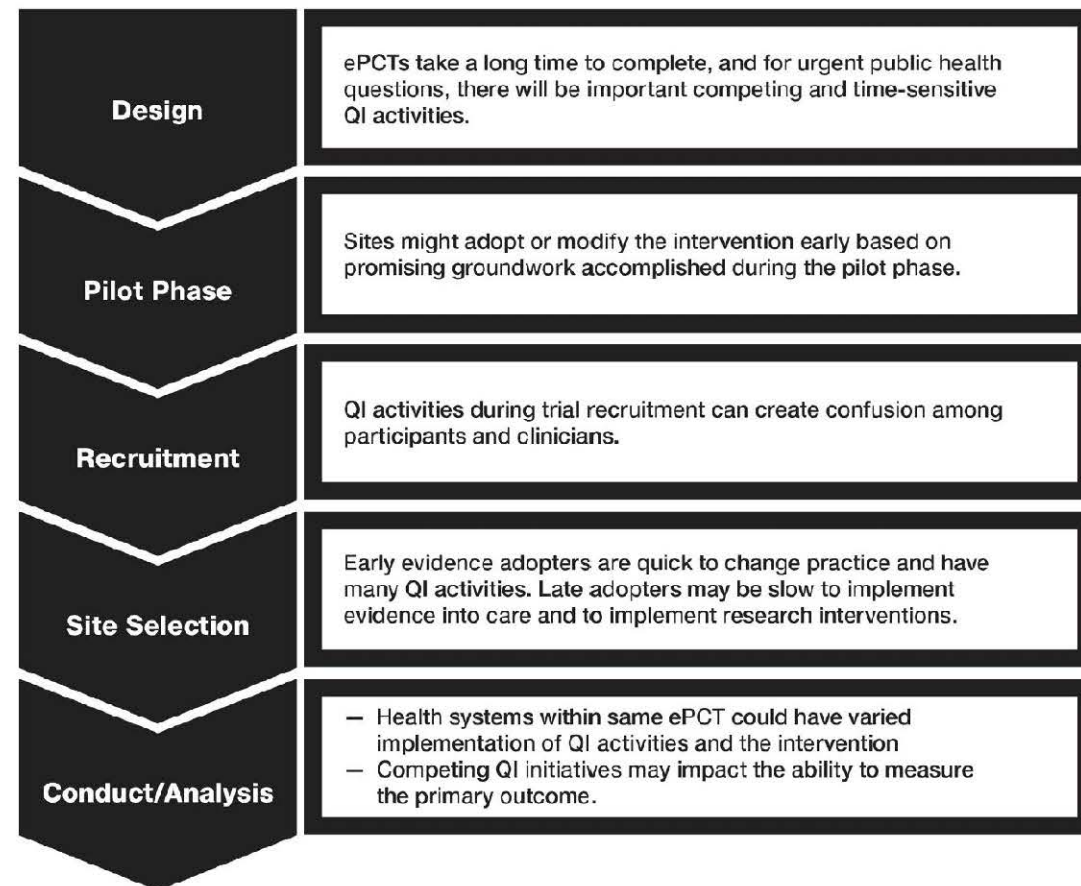 Design
ePCTs take a long time to complete, and for urgent public health
questions, there will be important competing and time-sensitive
QI activities.
Pilot Phase
Sites might adopt or modify the intervention early based on
promising groundwork accomplished during the pilot phase.
Recruitment
QI activities during trial recruitment can create confusion among
participants and clinicians.
Site Selection
Early evidence adopters are quick to change practice and have
many QI activities. Late adopters may be slow to implement
evidence into care and to implement research interventions.
Conduct/Analysis
— Health systems within same ePCT could have varied
implementation of QI activities and the intervention
— Competing QI initiatives may impact the ability to measure
the primary outcome.